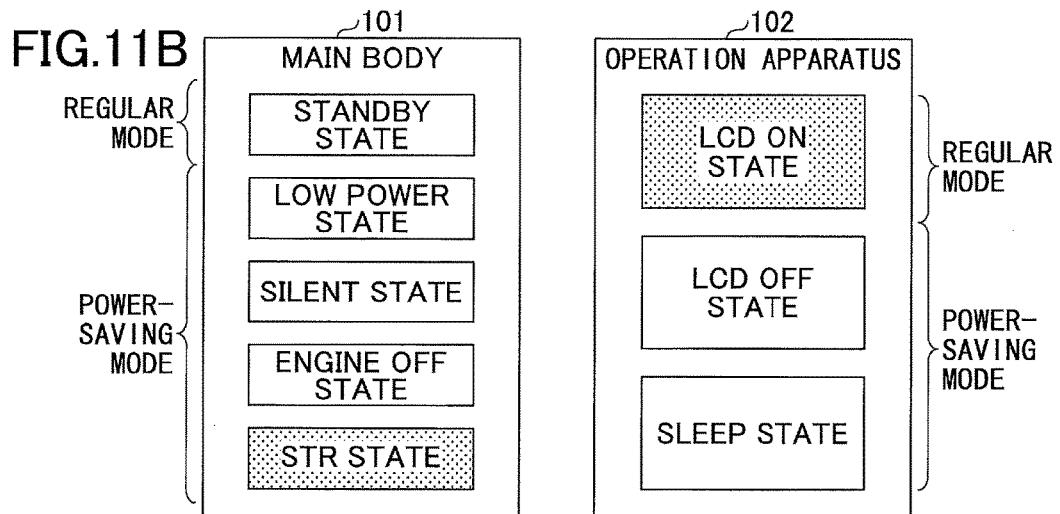 FIG.11B
101
MAIN BODY
REGULAR
MODE
STANDBY
STATE
LOW POWER
STATE
SILENT STATE
POWER-
SAVING
MODE
ENGINE OFF
STATE
STR STATE
102
OPERATION APPARATUS
LCD ON
STATE
REGULAR
MODE
LCD OFF
STATE
POWER-
SAVING
MODE
SLEEP STATE